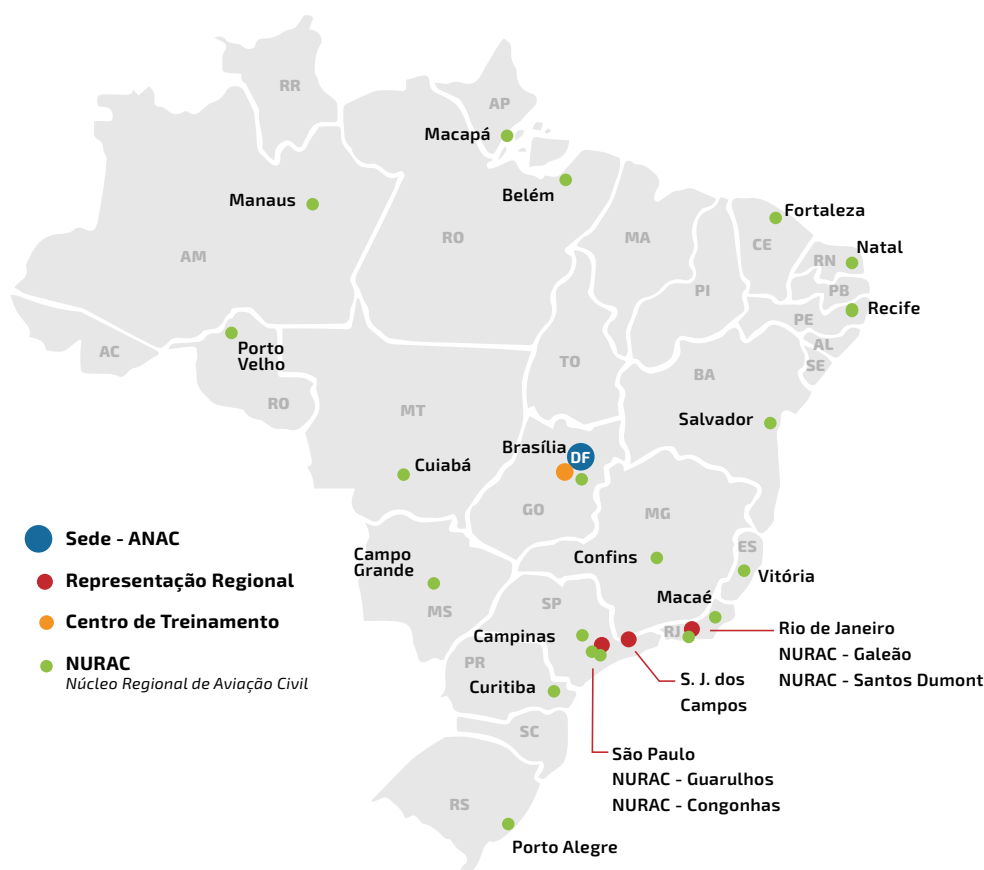 RR
AP
Macapá
Belém
Manaus
Fortaleza
RO
MA
CE
Natal
AM
RN
PI
PB
Recife
PE
Porto
Velho
AC
AL
SE
TO
BA
RO
MT
Salvador
Brasília
DF
Cuiabá
GO
MG
Sede - ANAC
Representação Regional
Centro de Treinamento
NURAC
Núcleo Regional de Aviação Civil
Campo
Grande
MS
Confins
ES
Vitória
Macaé
SP
Campinas
RJ
Rio de Janeiro
NURAC - Galeão
NURAC - Santos Dumont
PR
Curitiba
S. J. dos
Campos
SC
São Paulo
NURAC - Guarulhos
NURAC - Congonhas
RS
Porto Alegre